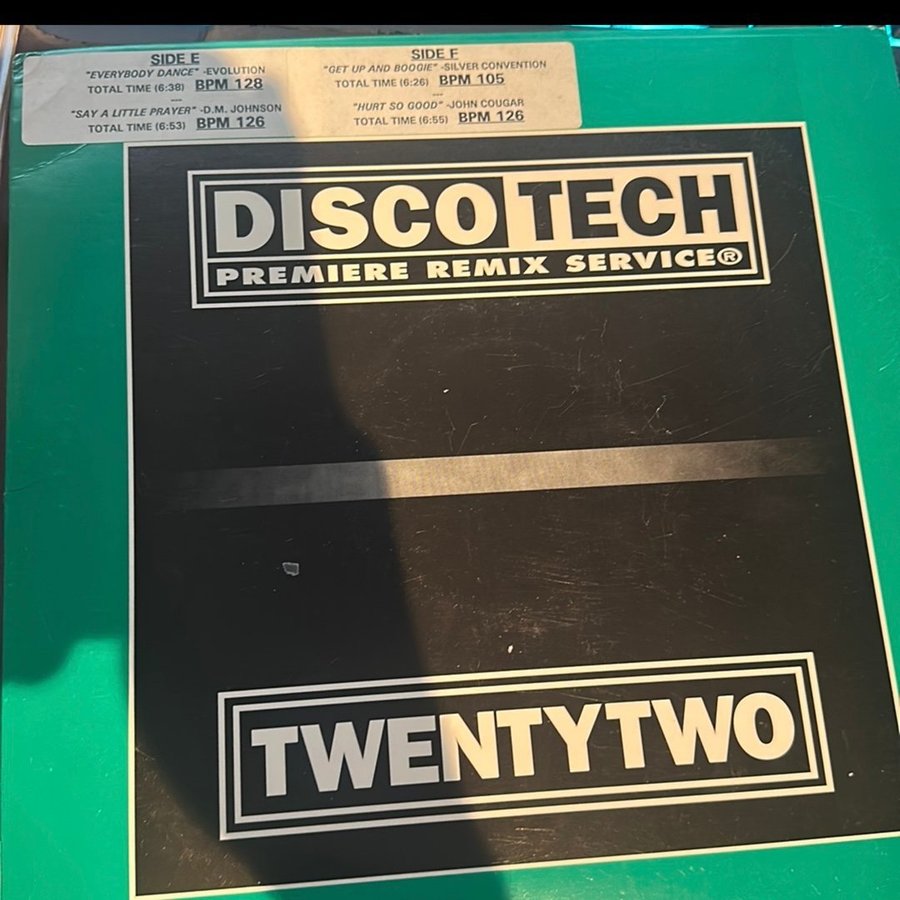 SIDE E
"EVERYBODY DANCE" -EVOLUTION
TOTAL TIME (6:38) BPM 128
---
"SAY A LITTLE PRAYER" -D.M. JOHNSON
TOTAL TIME (6:53) BPM 126
SIDE F
"GET UP AND BOOGIE" -SILVER CONVENTION
TOTAL TIME (6:26) BPM 105
---
"HURT SO GOOD" -JOHN COUGAR
TOTAL TIME (6:55) BPM 126
DISCOTECH
PREMIERE REMIX SERVICE®
TWENTYTWO